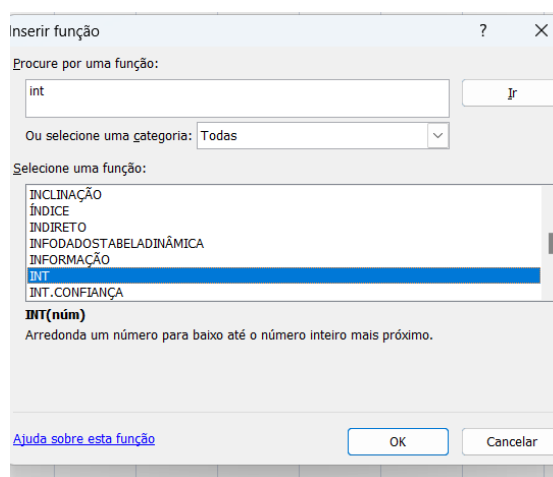 Inserir função ? X
Procure por uma função:
int
Ir
Ou selecione uma categoria: Todas
Selecione uma função:
INCLINAÇÃO
ÍNDICE
INDIRETO
INFODADOSTABELADINÂMICA
INFORMAÇÃO
INT
INT.CONFIANÇA
INT(núm)
Arredonda um número para baixo até o número inteiro mais próximo.
Ajuda sobre esta função
OK
Cancelar